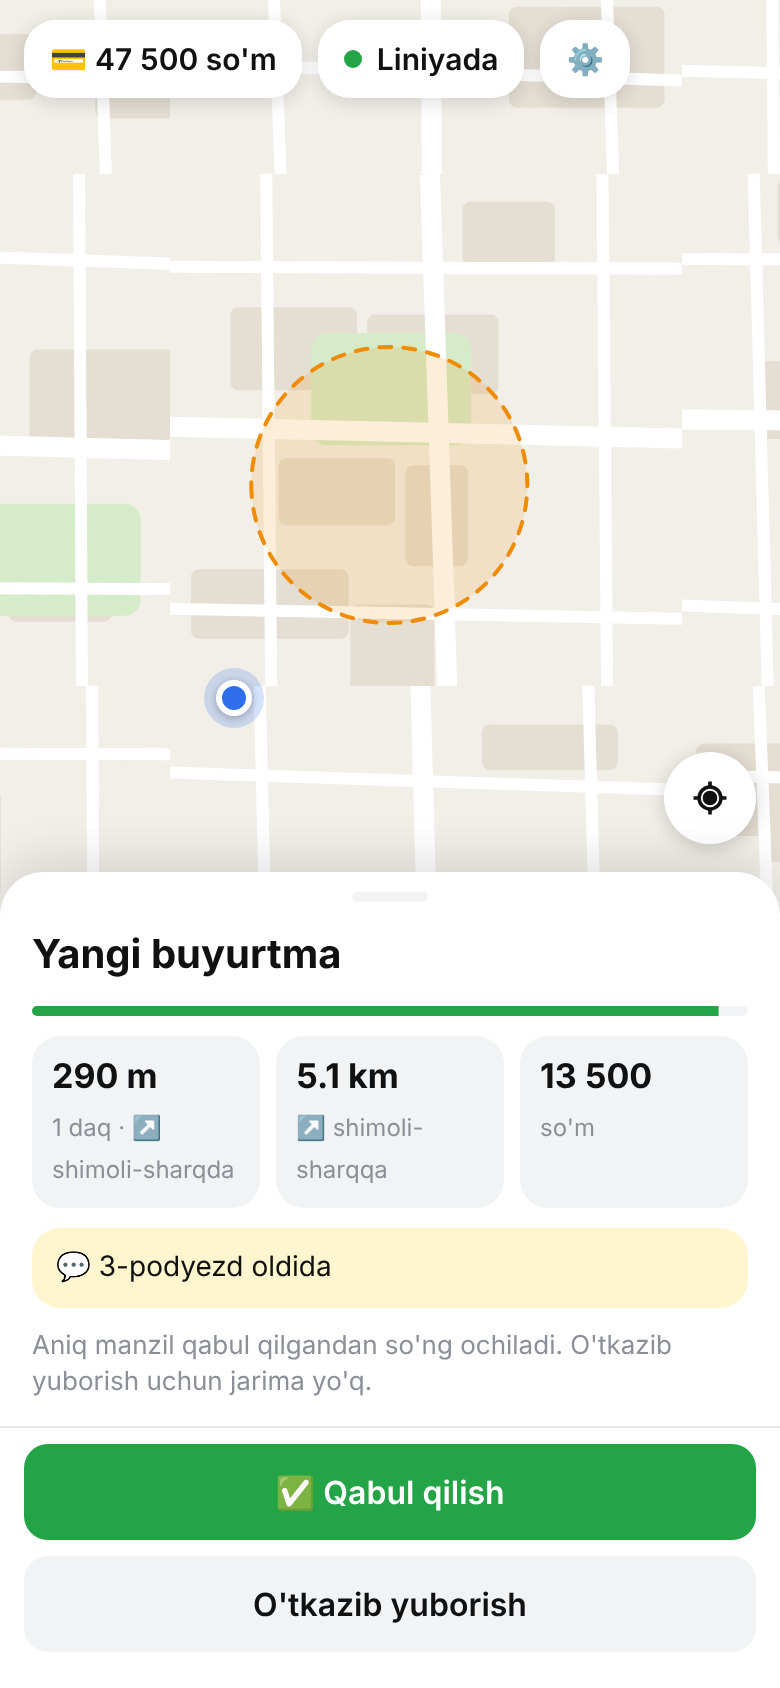 💳 47 500 so'm
Liniyada
⚙️
Yangi buyurtma
290 m
1 daq · ↗️
shimoli-sharqda
5.1 km
↗️ shimoli-
sharqqa
13 500
so'm
💬 3-podyezd oldida
Aniq manzil qabul qilgandan so'ng ochiladi. O'tkazib
yuborish uchun jarima yo'q.
✅ Qabul qilish
O'tkazib yuborish